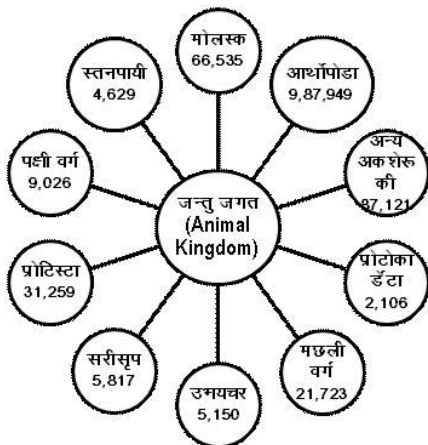 मोलस्क
66,535
आर्थोपोडा
9,87,949
अन्य
अकशेरू
की
87,121
प्रोटोका
र्डेटा
2,106
मछली
वर्ग
21,723
उभयचर
5,150
सरीसृप
5,817
प्रोटिस्टा
31,259
पक्षी वर्ग
9,026
स्तनपायी
4,629
जन्तु जगत
(Animal
Kingdom)